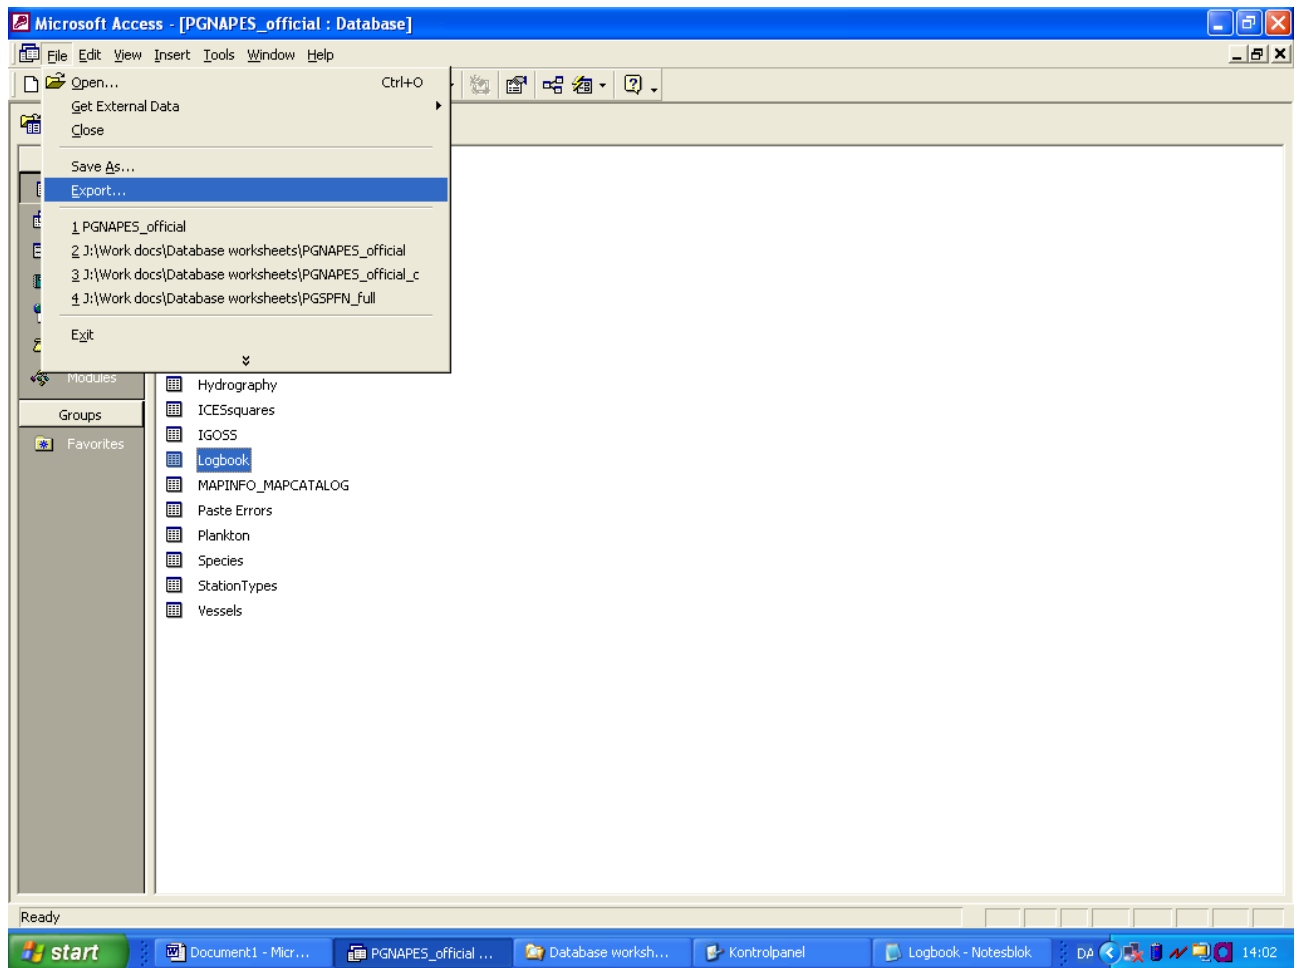 Microsoft Access - [PGNAPES_official : Database]
File Edit View Insert Tools Window Help
Open... Ctrl+O
Get External Data
Close
Save As...
Export...
1 PGNAPES_official
2 J:\Work docs\Database worksheets\PGNAPES_official
3 J:\Work docs\Database worksheets\PGNAPES_official_c
4 J:\Work docs\Database worksheets\PGSPFN_full
Exit
Modules
Groups
Favorites
Hydrography
ICESsquares
IGOSS
Logbook
MAPINFO_MAPCATALOG
Paste Errors
Plankton
Species
StationTypes
Vessels
Ready
start Document1 - Micr... PGNAPES_official ... Database worksh... Kontrolpanel Logbook - Notesblok DA 14:02